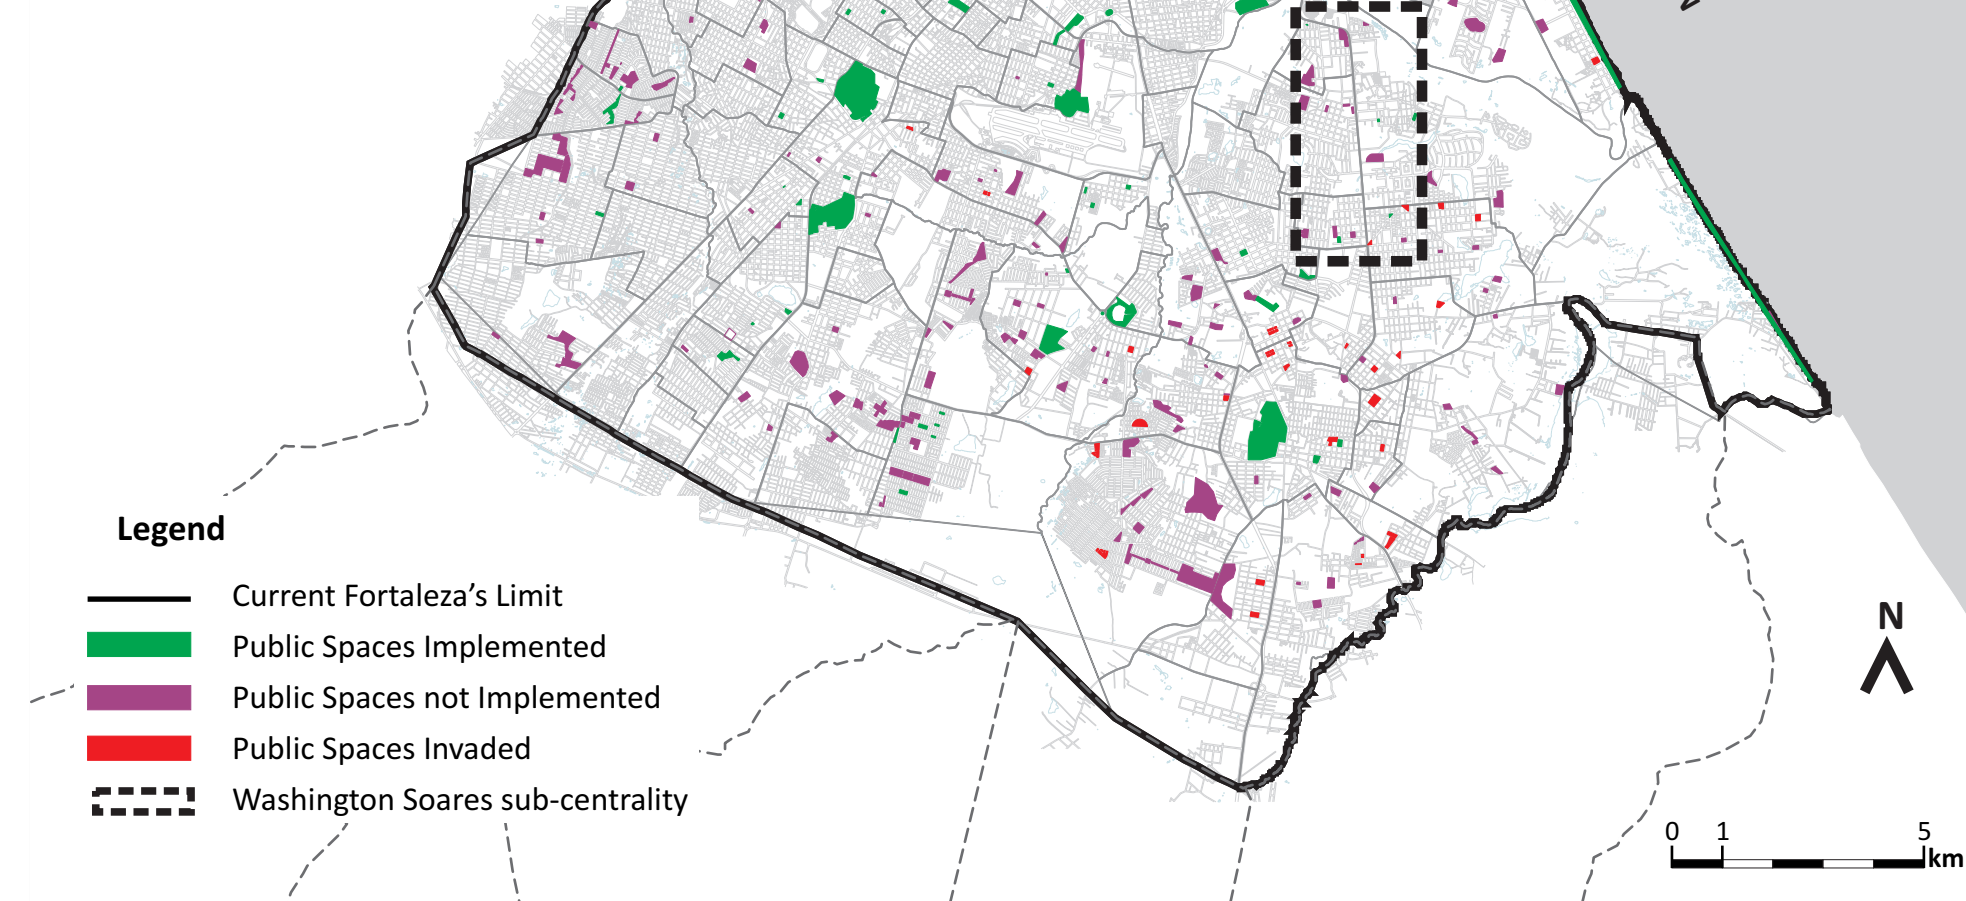 Legend
Current Fortaleza's Limit
Public Spaces Implemented
Public Spaces not Implemented
Public Spaces Invaded
Washington Soares sub-centrality
N
0 1 5
km